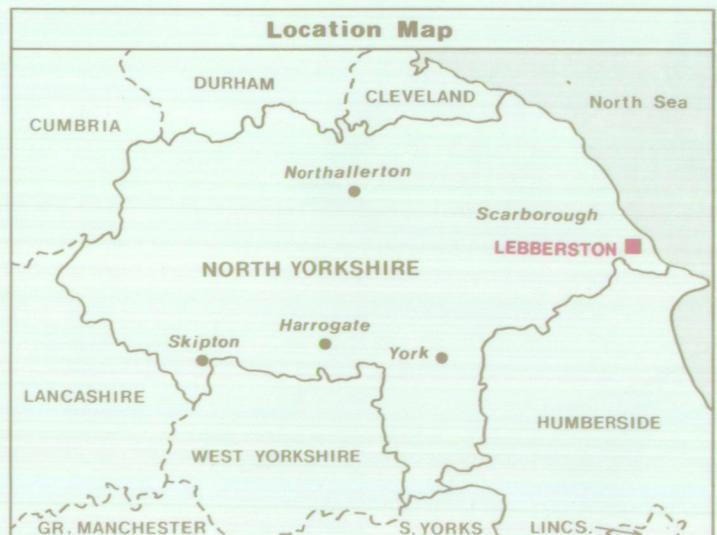 Location Map
DURHAM
CLEVELAND
North Sea
CUMBRIA
Northallerton
Scarborough
LEBBERSTON
NORTH YORKSHIRE
Harrogate
Skipton
York
LANCASHIRE
HUMBERSIDE
WEST YORKSHIRE
GR. MANCHESTER
S. YORKS
LINCS.